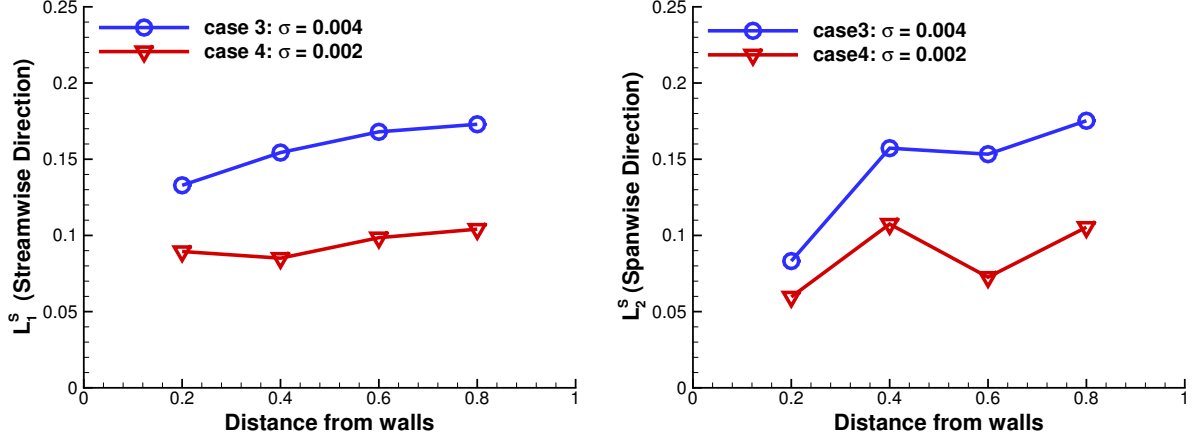 case 3: σ = 0.004
case 4: σ = 0.002
0.25
0.2
0.15
0.1
0.05
0
L₁ˢ (Streamwise Direction)
0 0.2 0.4 0.6 0.8 1
Distance from walls
case3: σ = 0.004
case4: σ = 0.002
0.25
0.2
0.15
0.1
0.05
0
L₂ˢ (Spanwise Direction)
0 0.2 0.4 0.6 0.8 1
Distance from walls